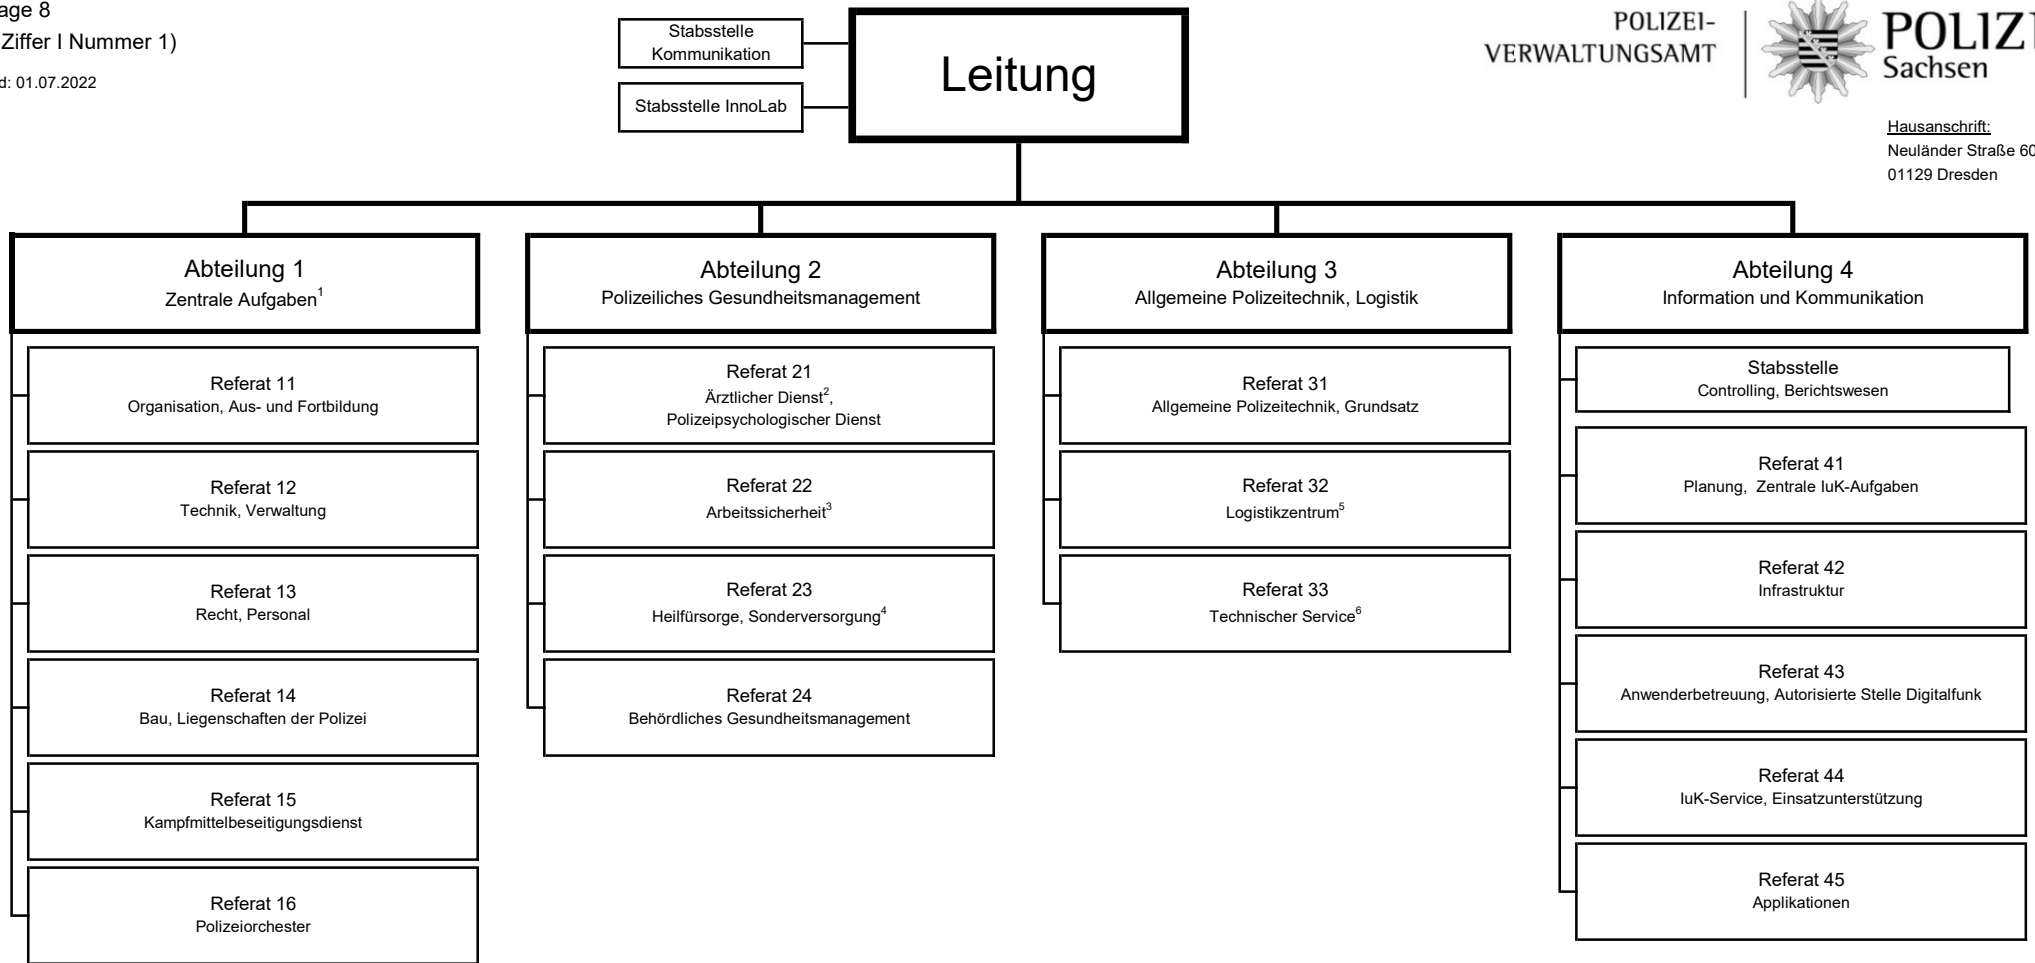 age 8
Ziffer I Nummer 1)
d: 01.07.2022
Stabsstelle
Kommunikation
Stabsstelle InnoLab
Leitung
POLIZEI-
VERWALTUNGSAMT
POLIZEI
Sachsen
Hausanschrift:
Neuländer Straße 60
01129 Dresden
Abteilung 1
Zentrale Aufgaben¹
Referat 11
Organisation, Aus- und Fortbildung
Referat 12
Technik, Verwaltung
Referat 13
Recht, Personal
Referat 14
Bau, Liegenschaften der Polizei
Referat 15
Kampfmittelbeseitigungsdienst
Referat 16
Polizeiorchester
Abteilung 2
Polizeiliches Gesundheitsmanagement
Referat 21
Ärztlicher Dienst²,
Polizeipsychologischer Dienst
Referat 22
Arbeitssicherheit³
Referat 23
Heilfürsorge, Sonderversorgung⁴
Referat 24
Behördliches Gesundheitsmanagement
Abteilung 3
Allgemeine Polizeitechnik, Logistik
Referat 31
Allgemeine Polizeitechnik, Grundsatz
Referat 32
Logistikzentrum⁵
Referat 33
Technischer Service⁶
Abteilung 4
Information und Kommunikation
Stabsstelle
Controlling, Berichtswesen
Referat 41
Planung, Zentrale IuK-Aufgaben
Referat 42
Infrastruktur
Referat 43
Anwenderbetreuung, Autorisierte Stelle Digitalfunk
Referat 44
IuK-Service, Einsatzunterstützung
Referat 45
Applikationen